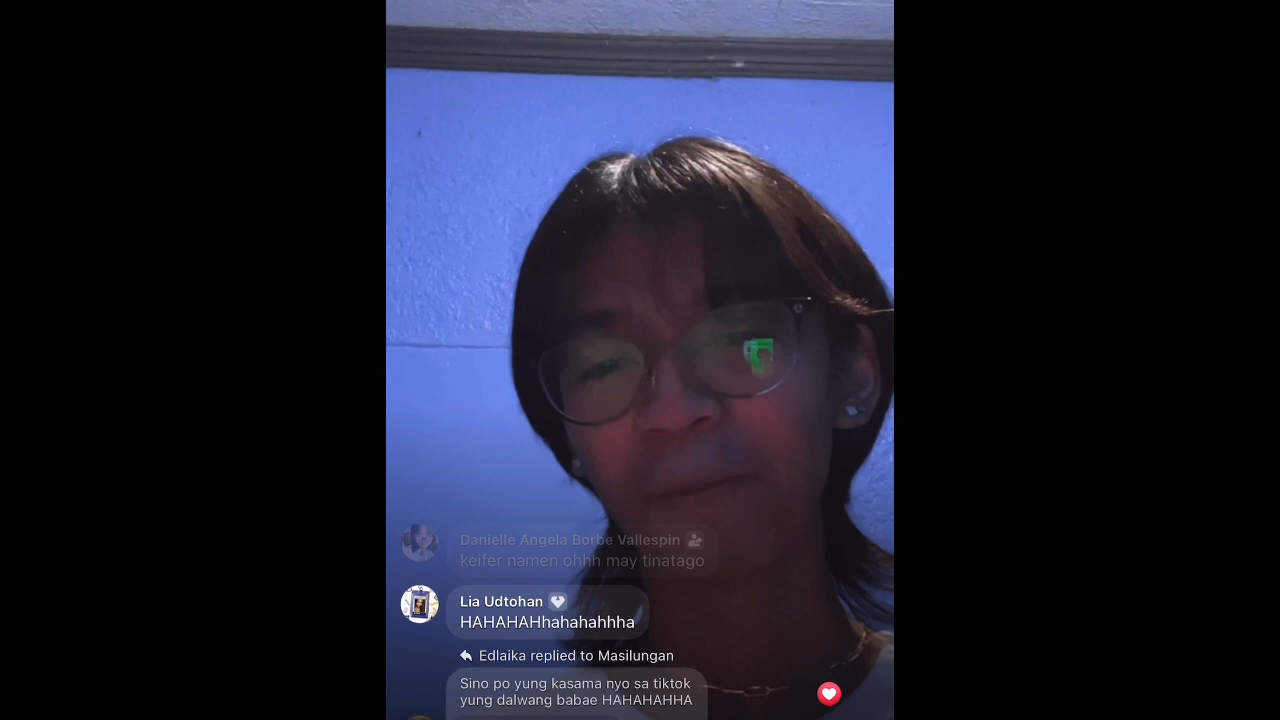 Danielle Angela Borbe Vallespin
keifer namen ohhh may tinatago
Lia Udtohan
HAHAHAHhahahahhha
Edlaika replied to Masilungan
Sino po yung kasama nyo sa tiktok
yung dalwang babae HAHAHAHHA